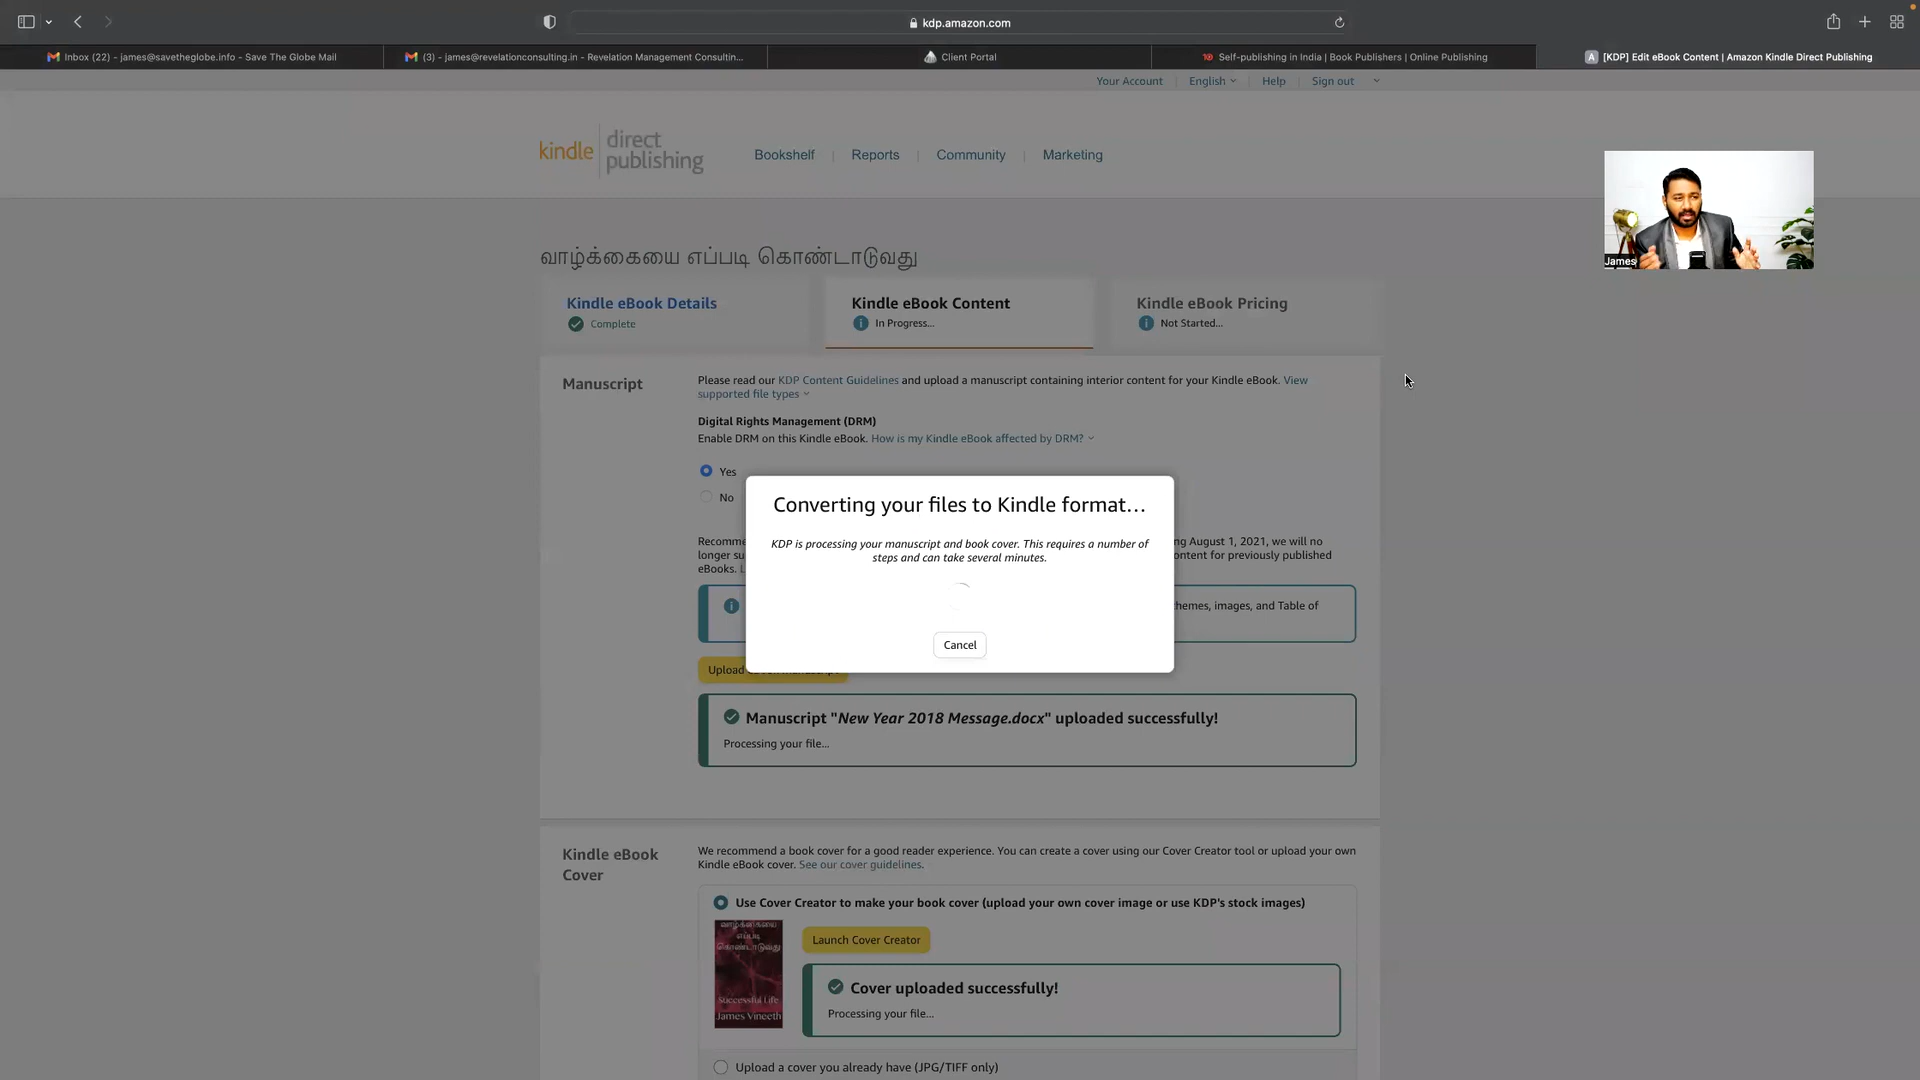 kdp.amazon.com
Inbox (22) - james@savetheglobe.info - Save The Globe Mail
(3) - james@revelationconsulting.in - Revelation Management Consultin...
Client Portal
Self-publishing in India | Book Publishers | Online Publishing
[KDP] Edit eBook Content | Amazon Kindle Direct Publishing
Your Account
English
Help
Sign out
kindle direct publishing
Bookshelf
Reports
Community
Marketing
James
வாழ்க்கையை எப்படி கொண்டாடுவது
Kindle eBook Details
Complete
Kindle eBook Content
In Progress...
Kindle eBook Pricing
Not Started...
Manuscript
Please read our KDP Content Guidelines and upload a manuscript containing interior content for your Kindle eBook. View
supported file types
Digital Rights Management (DRM)
Enable DRM on this Kindle eBook. How is my Kindle eBook affected by DRM?
Yes
No
Converting your files to Kindle format...
KDP is processing your manuscript and book cover. This requires a number of
steps and can take several minutes.
Cancel
ng August 1, 2021, we will no
longer su
ontent for previously published
eBooks.
hemes, images, and Table of
Upload
Manuscript "New Year 2018 Message.docx" uploaded successfully!
Processing your file...
Kindle eBook
Cover
We recommend a book cover for a good reader experience. You can create a cover using our Cover Creator tool or upload your own
Kindle eBook cover. See our cover guidelines.
Use Cover Creator to make your book cover (upload your own cover image or use KDP's stock images)
வாழ்க்கையை
எப்படி
கொண்டாடுவது
Successful Life
James Vineeth
Launch Cover Creator
Cover uploaded successfully!
Processing your file...
Upload a cover you already have (JPG/TIFF only)